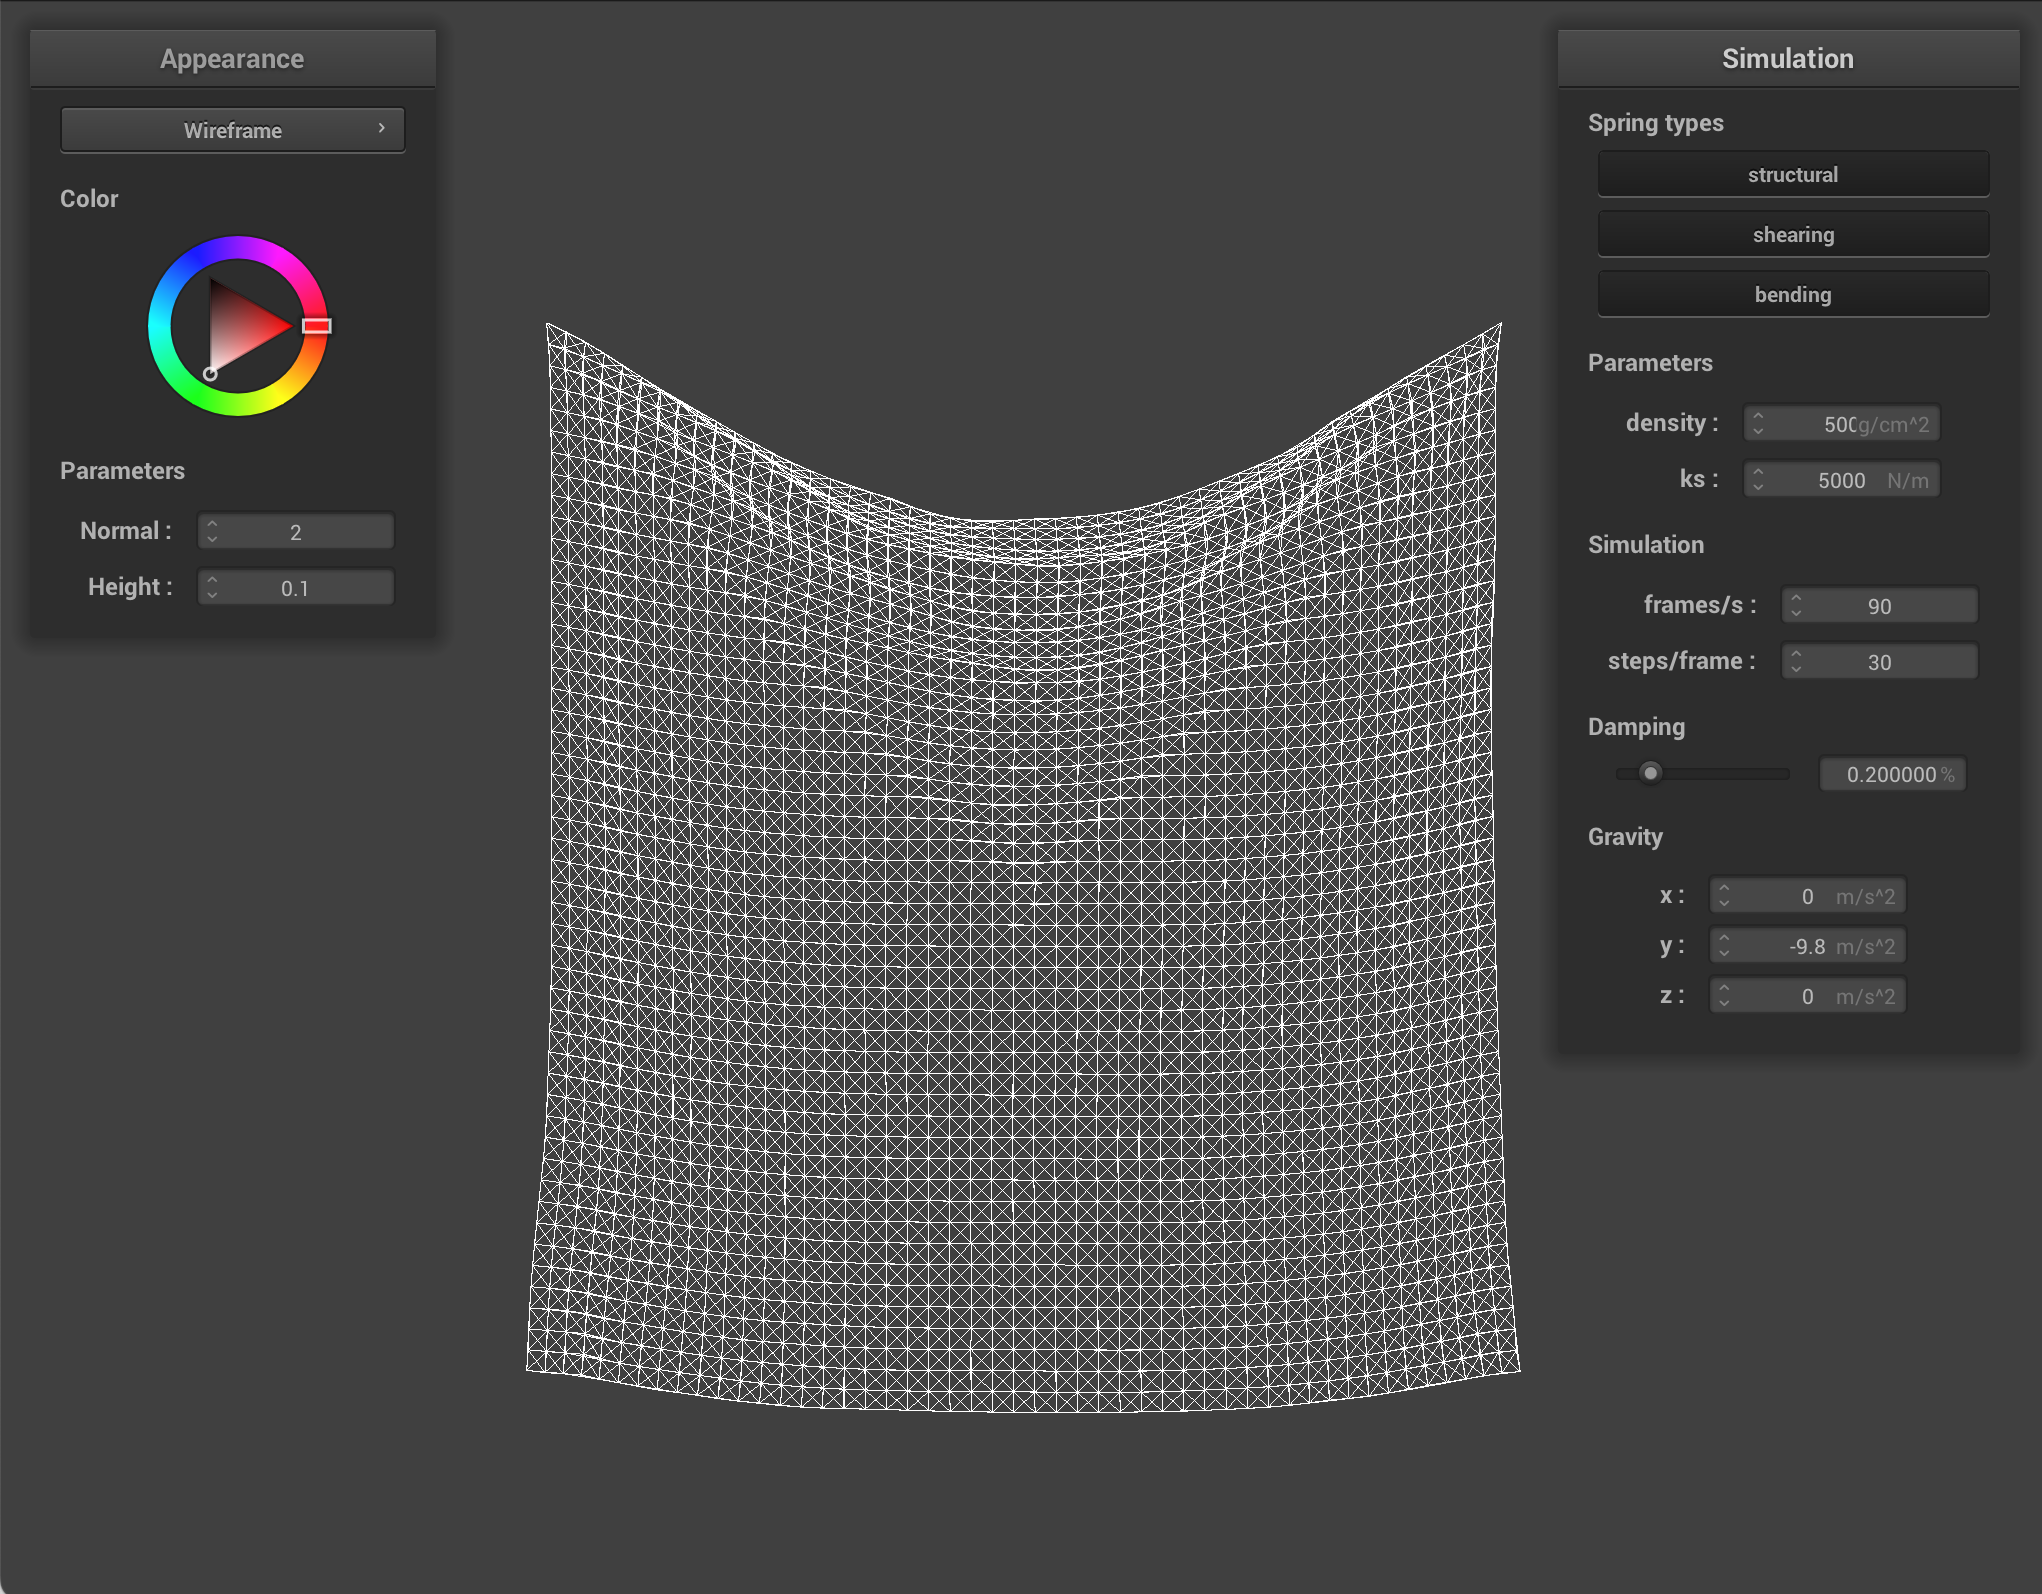 Appearance
Wireframe
Color
Parameters
Normal : 2
Height : 0.1
Simulation
Spring types
structural
shearing
bending
Parameters
density : 500g/cm^2
ks : 5000 N/m
Simulation
frames/s : 90
steps/frame : 30
Damping
0.200000 %
Gravity
x : 0 m/s^2
y : -9.8 m/s^2
z : 0 m/s^2